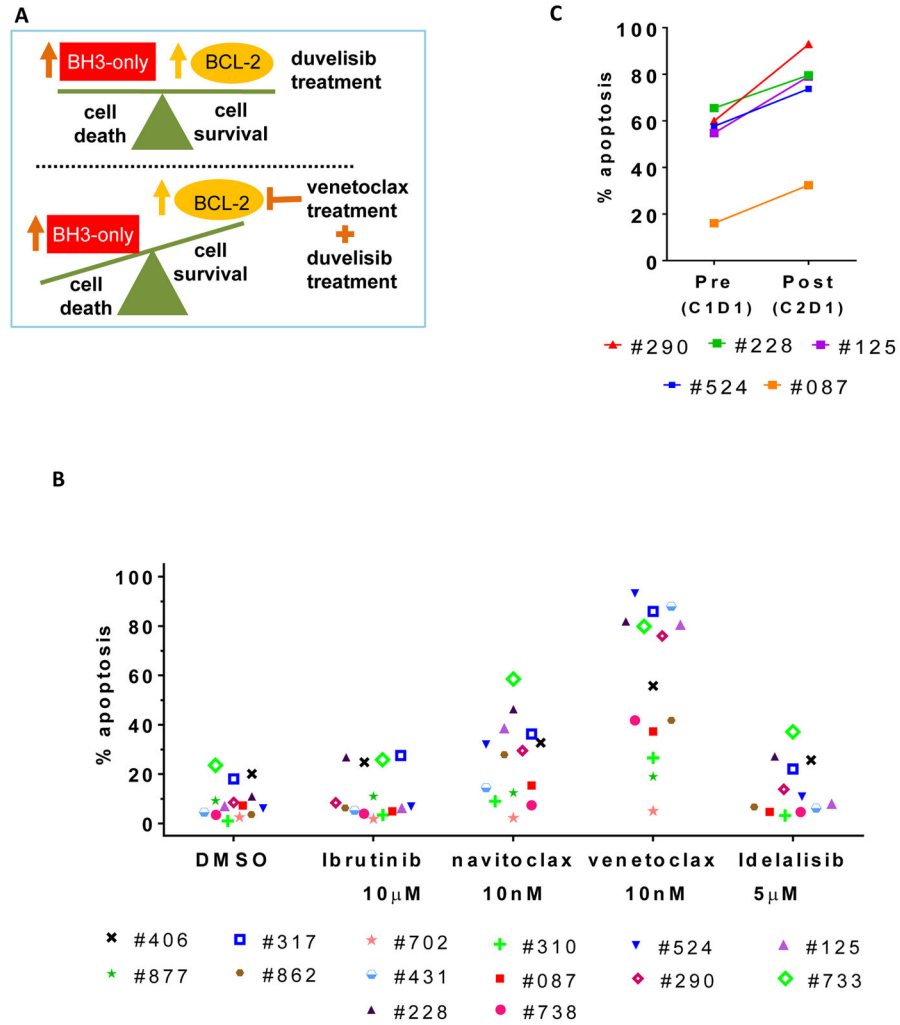 A
BH3-only
BCL-2
duvelisib
treatment
cell
death
cell
survival
BCL-2
venetoclax
treatment
BH3-only
duvelisib
treatment
cell
death
cell
survival
C
% apoptosis
100
80
60
40
20
0
Pre
(C1D1)
Post
(C2D1)
#290 #228 #125
#524 #087
B
% apoptosis
100
80
60
40
20
0
DMSO Ibrutinib navitoclax venetoclax Idelalisib
10μM 10nM 10nM 5 μM
#406 #317 #702 #310 #524 #125
#877 #862 #431 #087 #290 #733
#228 #738